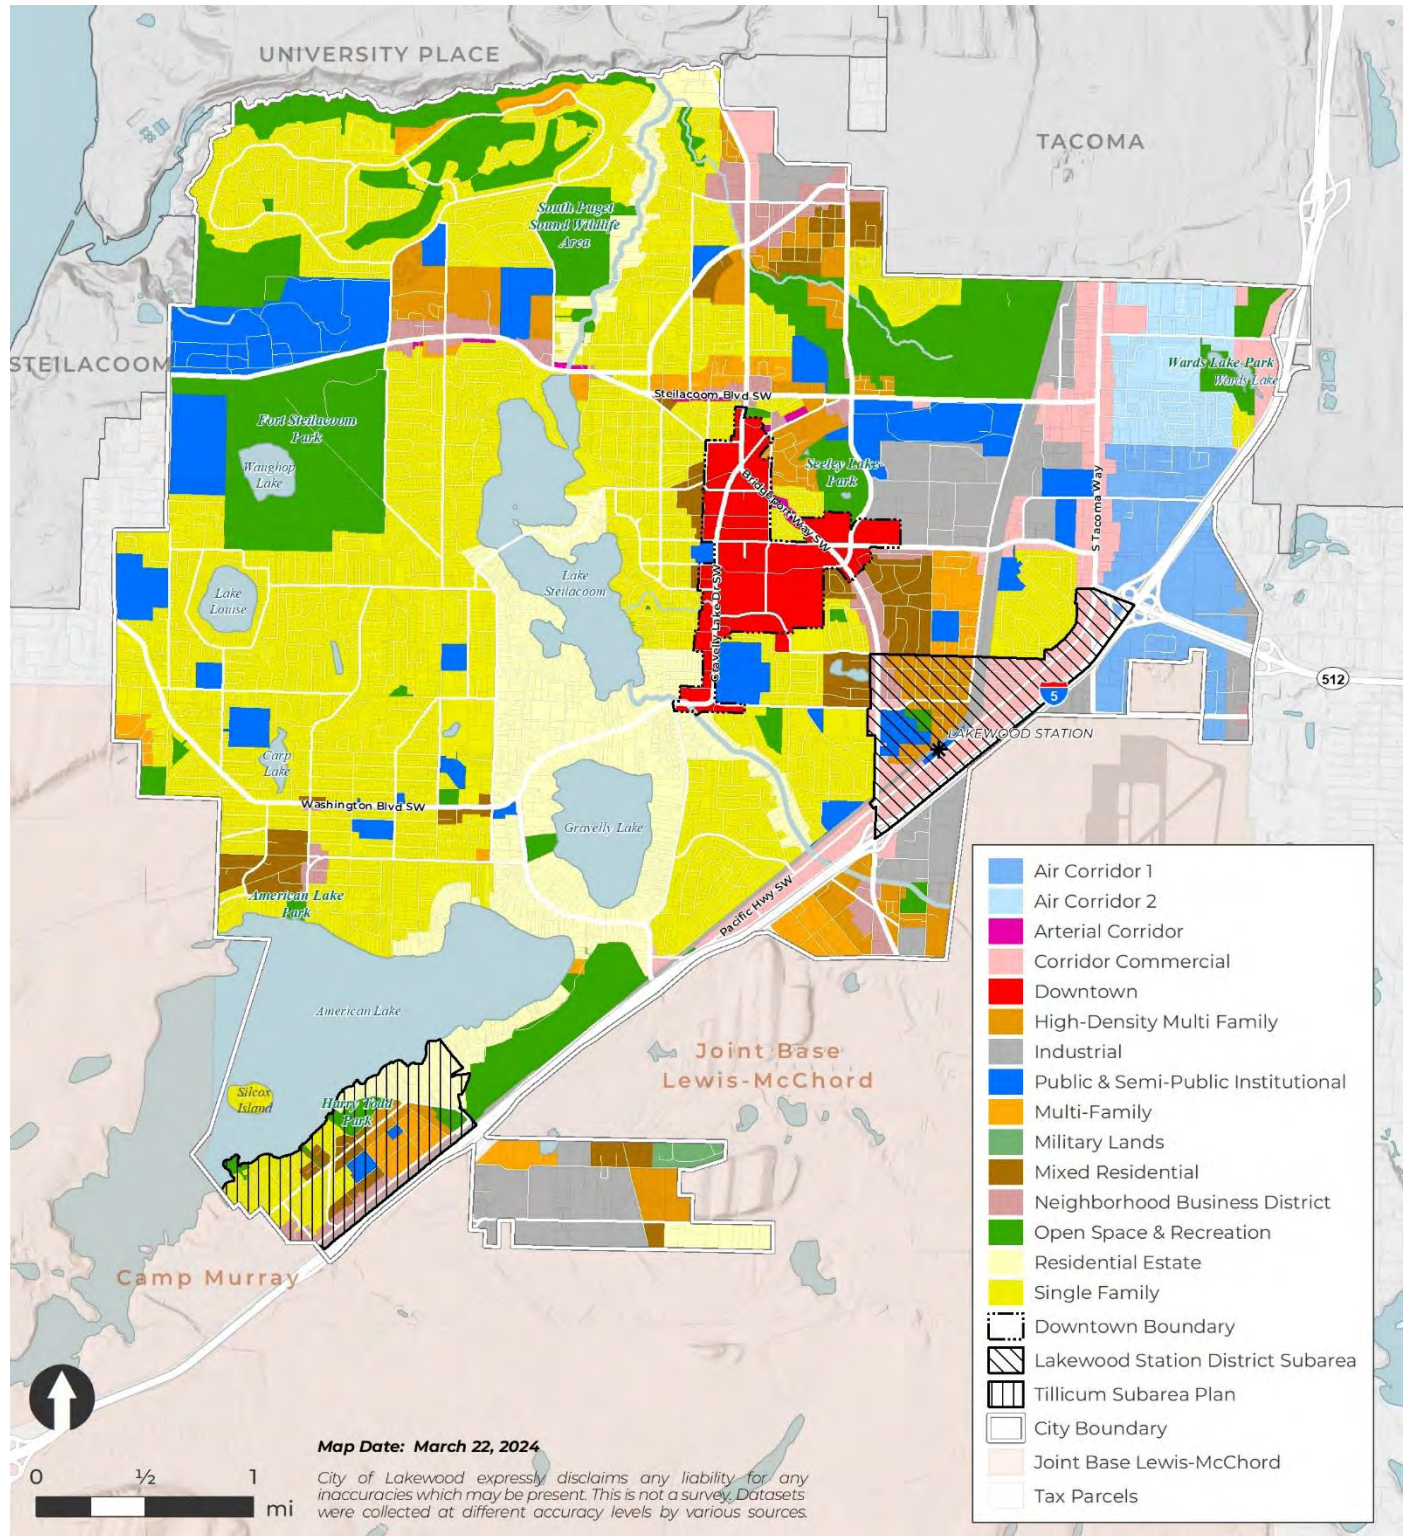 UNIVERSITY PLACE
TACOMA
South Puget
Sound Wildlife
Area
STEILACOOM
Wards Lake Park
Wards Lake
Steilacoom Blvd SW
Fort Steilacoom
Park
Waughop
Lake
Seeley Lake
Park
Bridgeport Way SW
S Tacoma Way
Lake
Louise
Lake
Steilacoom
Gravelly Lake Dr SW
512
5
LAKEWOOD STATION
Carp
Lake
Washington Blvd SW
Gravelly Lake
American Lake
Park
Pacific Hwy SW
American Lake
Joint Base
Lewis-McChord
Silcox
Island
Harry Todd
Park
Camp Murray
Air Corridor 1
Air Corridor 2
Arterial Corridor
Corridor Commercial
Downtown
High-Density Multi Family
Industrial
Public & Semi-Public Institutional
Multi-Family
Military Lands
Mixed Residential
Neighborhood Business District
Open Space & Recreation
Residential Estate
Single Family
Downtown Boundary
Lakewood Station District Subarea
Tillicum Subarea Plan
City Boundary
Joint Base Lewis-McChord
Tax Parcels
Map Date: March 22, 2024
0 ½ 1
mi
City of Lakewood expressly disclaims any liability for any
inaccuracies which may be present. This is not a survey. Datasets
were collected at different accuracy levels by various sources.